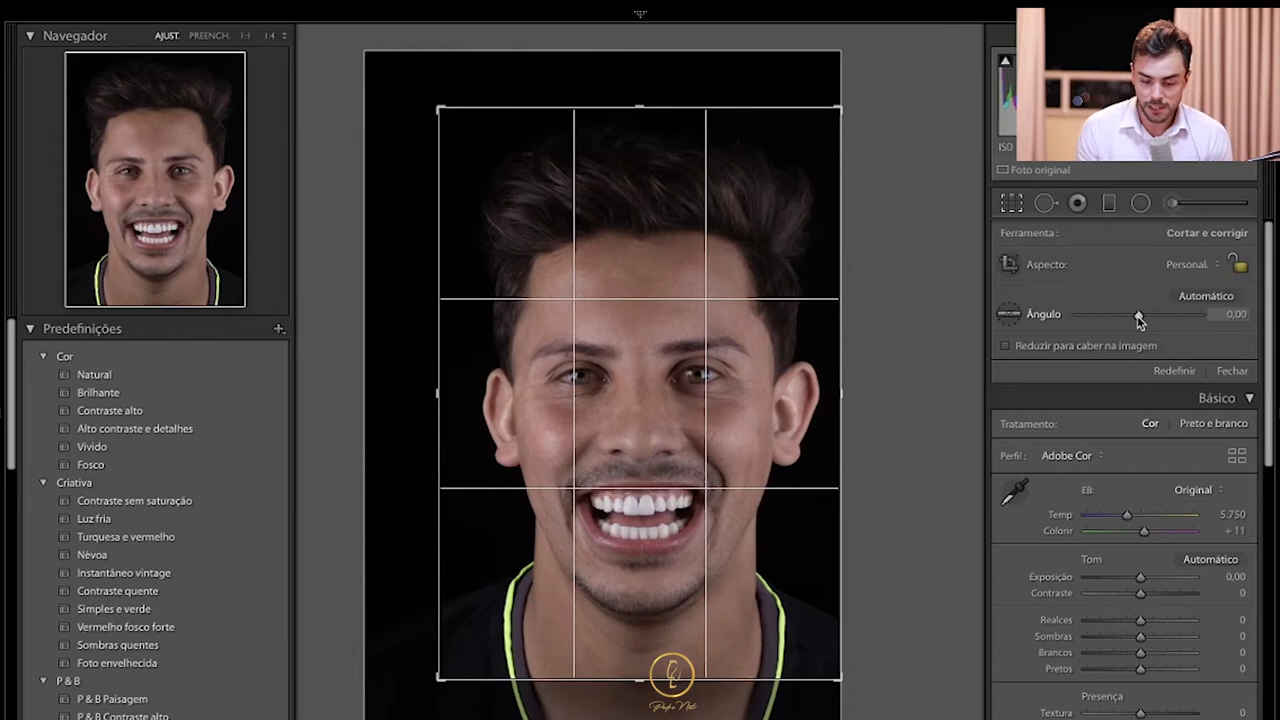 Navegador AJUST. PREENCH. 1:1 1:4
Predefinições +
Cor
Natural
Brilhante
Contraste alto
Alto contraste e detalhes
Vívido
Fosco
Criativa
Contraste sem saturação
Luz fria
Turquesa e vermelho
Névoa
Instantâneo vintage
Contraste quente
Simples e verde
Vermelho fosco forte
Sombras quentes
Foto envelhecida
P & B
P & B Paisagem
P & B Contraste alto
Pedro Net
ISO
Foto original
Ferramenta : Cortar e corrigir
Aspecto: Personal.
Automático
Ângulo 0,00
Reduzir para caber na imagem
Redefinir Fechar
Básico
Tratamento: Cor Preto e branco
Perfil : Adobe Cor
EB: Original
Temp 5.750
Colorir + 11
Tom Automático
Exposição 0,00
Contraste 0
Realces 0
Sombras 0
Brancos 0
Pretos 0
Presença
Textura 0